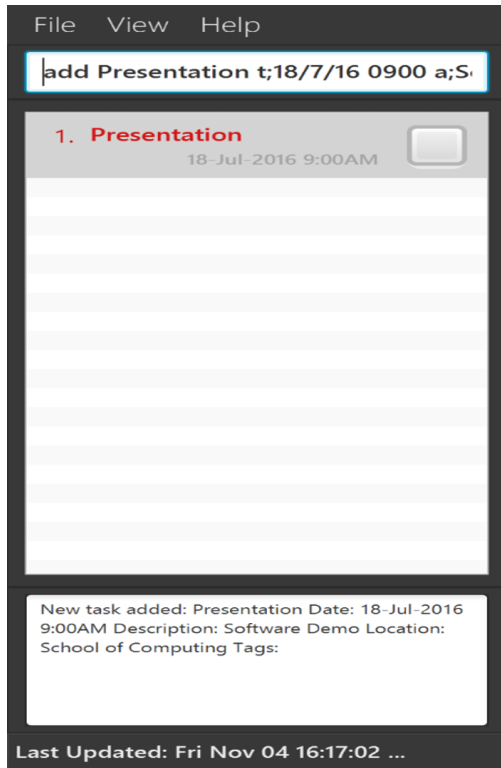 File View Help
add Presentation t;18/7/16 0900 a;S
1. Presentation
18-Jul-2016 9:00AM
New task added: Presentation Date: 18-Jul-2016
9:00AM Description: Software Demo Location:
School of Computing Tags:
Last Updated: Fri Nov 04 16:17:02 ...